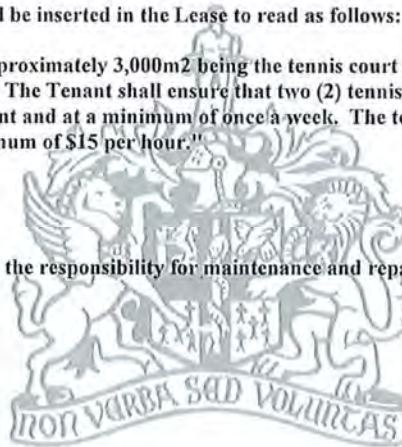 l be inserted in the Lease to read as follows:
proximately 3,000m2 being the tennis court
The Tenant shall ensure that two (2) tennis
nt and at a minimum of once a week. The te
num of $15 per hour."
the responsibility for maintenance and repa
NON VERBA SED VOLUNTAS